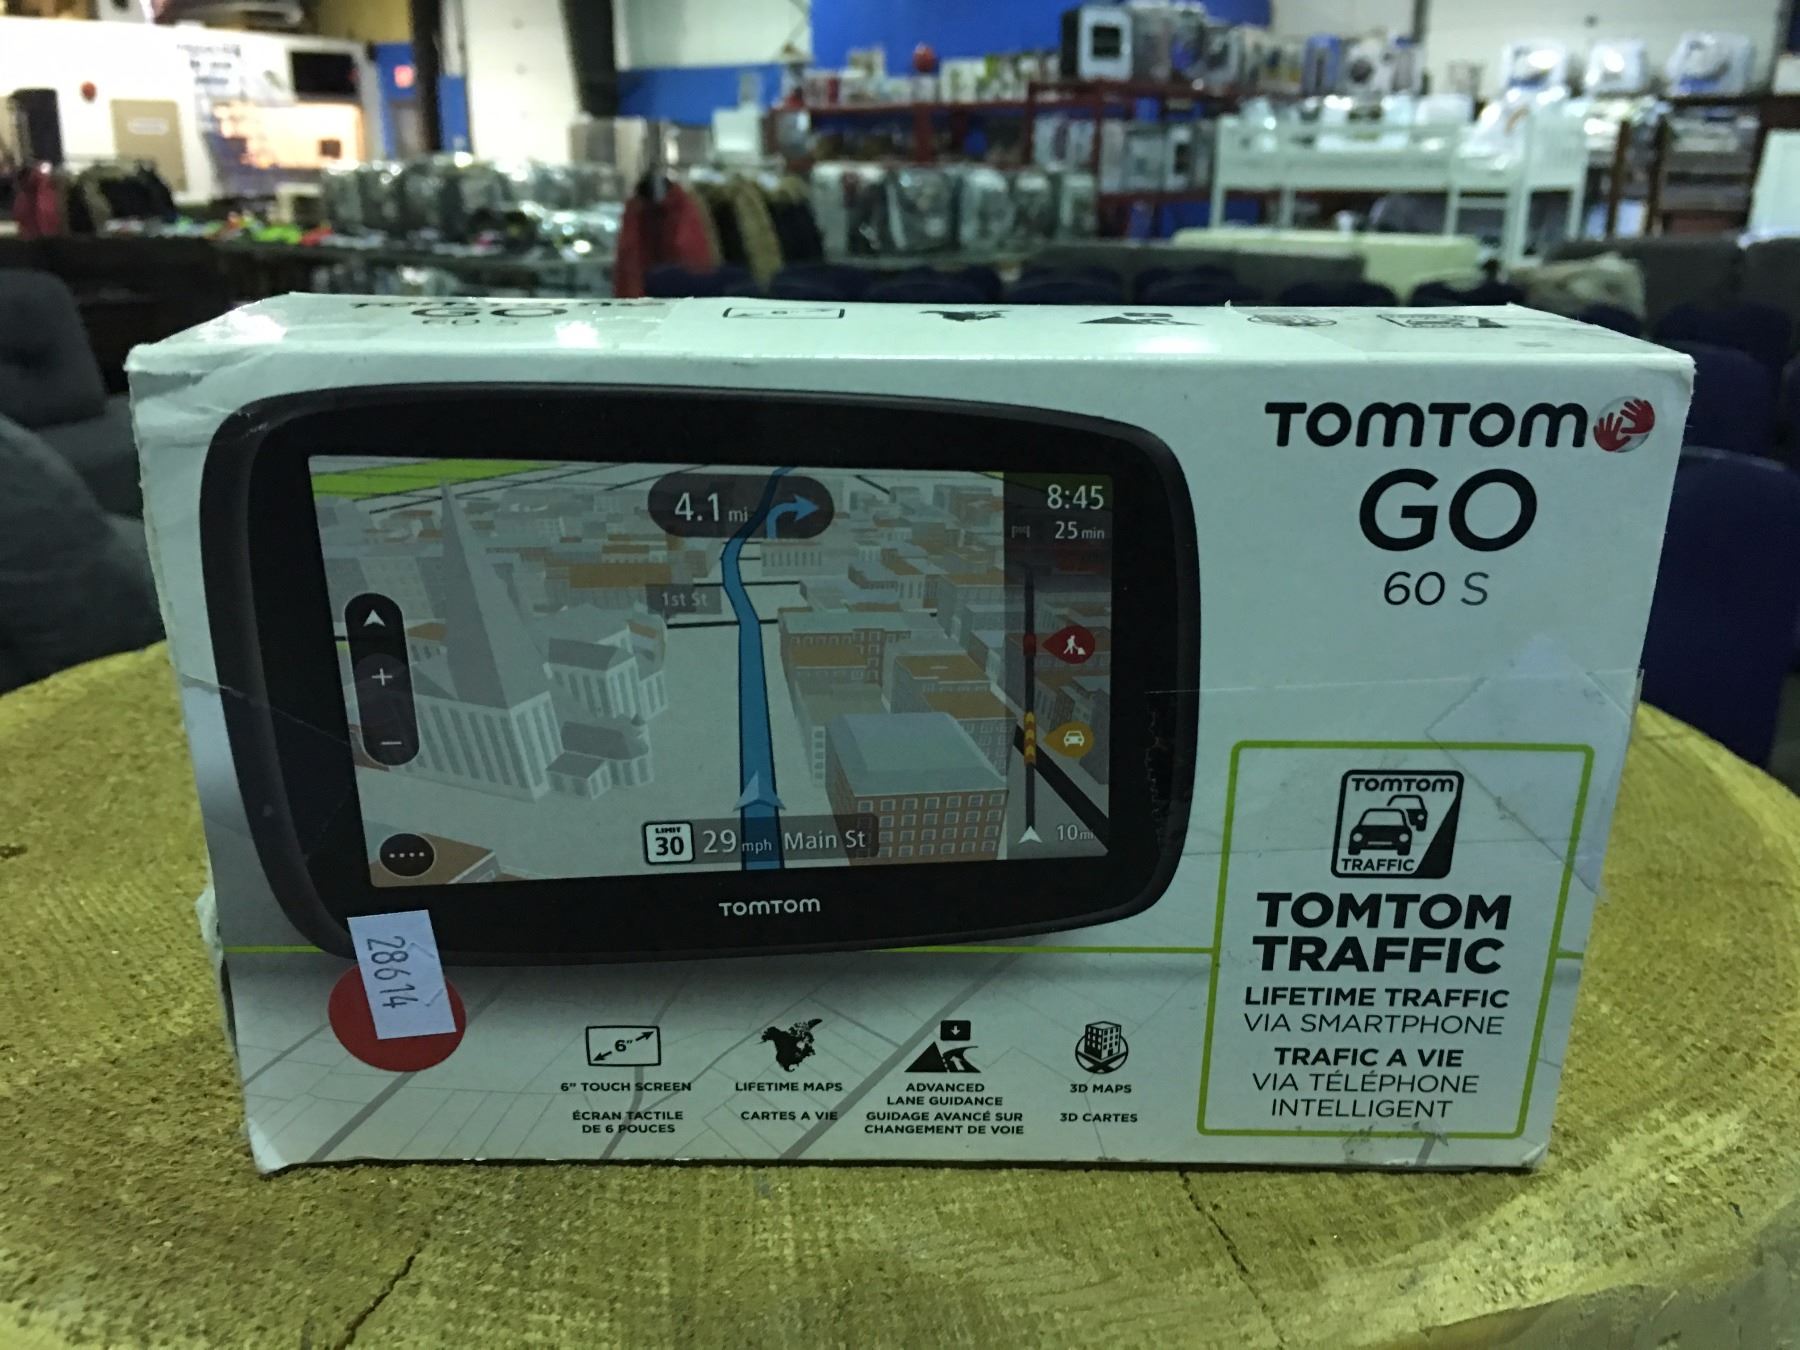 GO
60 S
TOMTOM
GO
60 S
4.1 mi
8:45
25 min
1st St
LIMIT
30
29 mph Main St
10mi
TOMTOM
28614
6"
6" TOUCH SCREEN
ÉCRAN TACTILE
DE 6 POUCES
LIFETIME MAPS
CARTES A VIE
ADVANCED
LANE GUIDANCE
GUIDAGE AVANCÉ SUR
CHANGEMENT DE VOIE
3D MAPS
3D CARTES
TOMTOM
TRAFFIC
TOMTOM
TRAFFIC
LIFETIME TRAFFIC
VIA SMARTPHONE
TRAFIC A VIE
VIA TÉLÉPHONE
INTELLIGENT